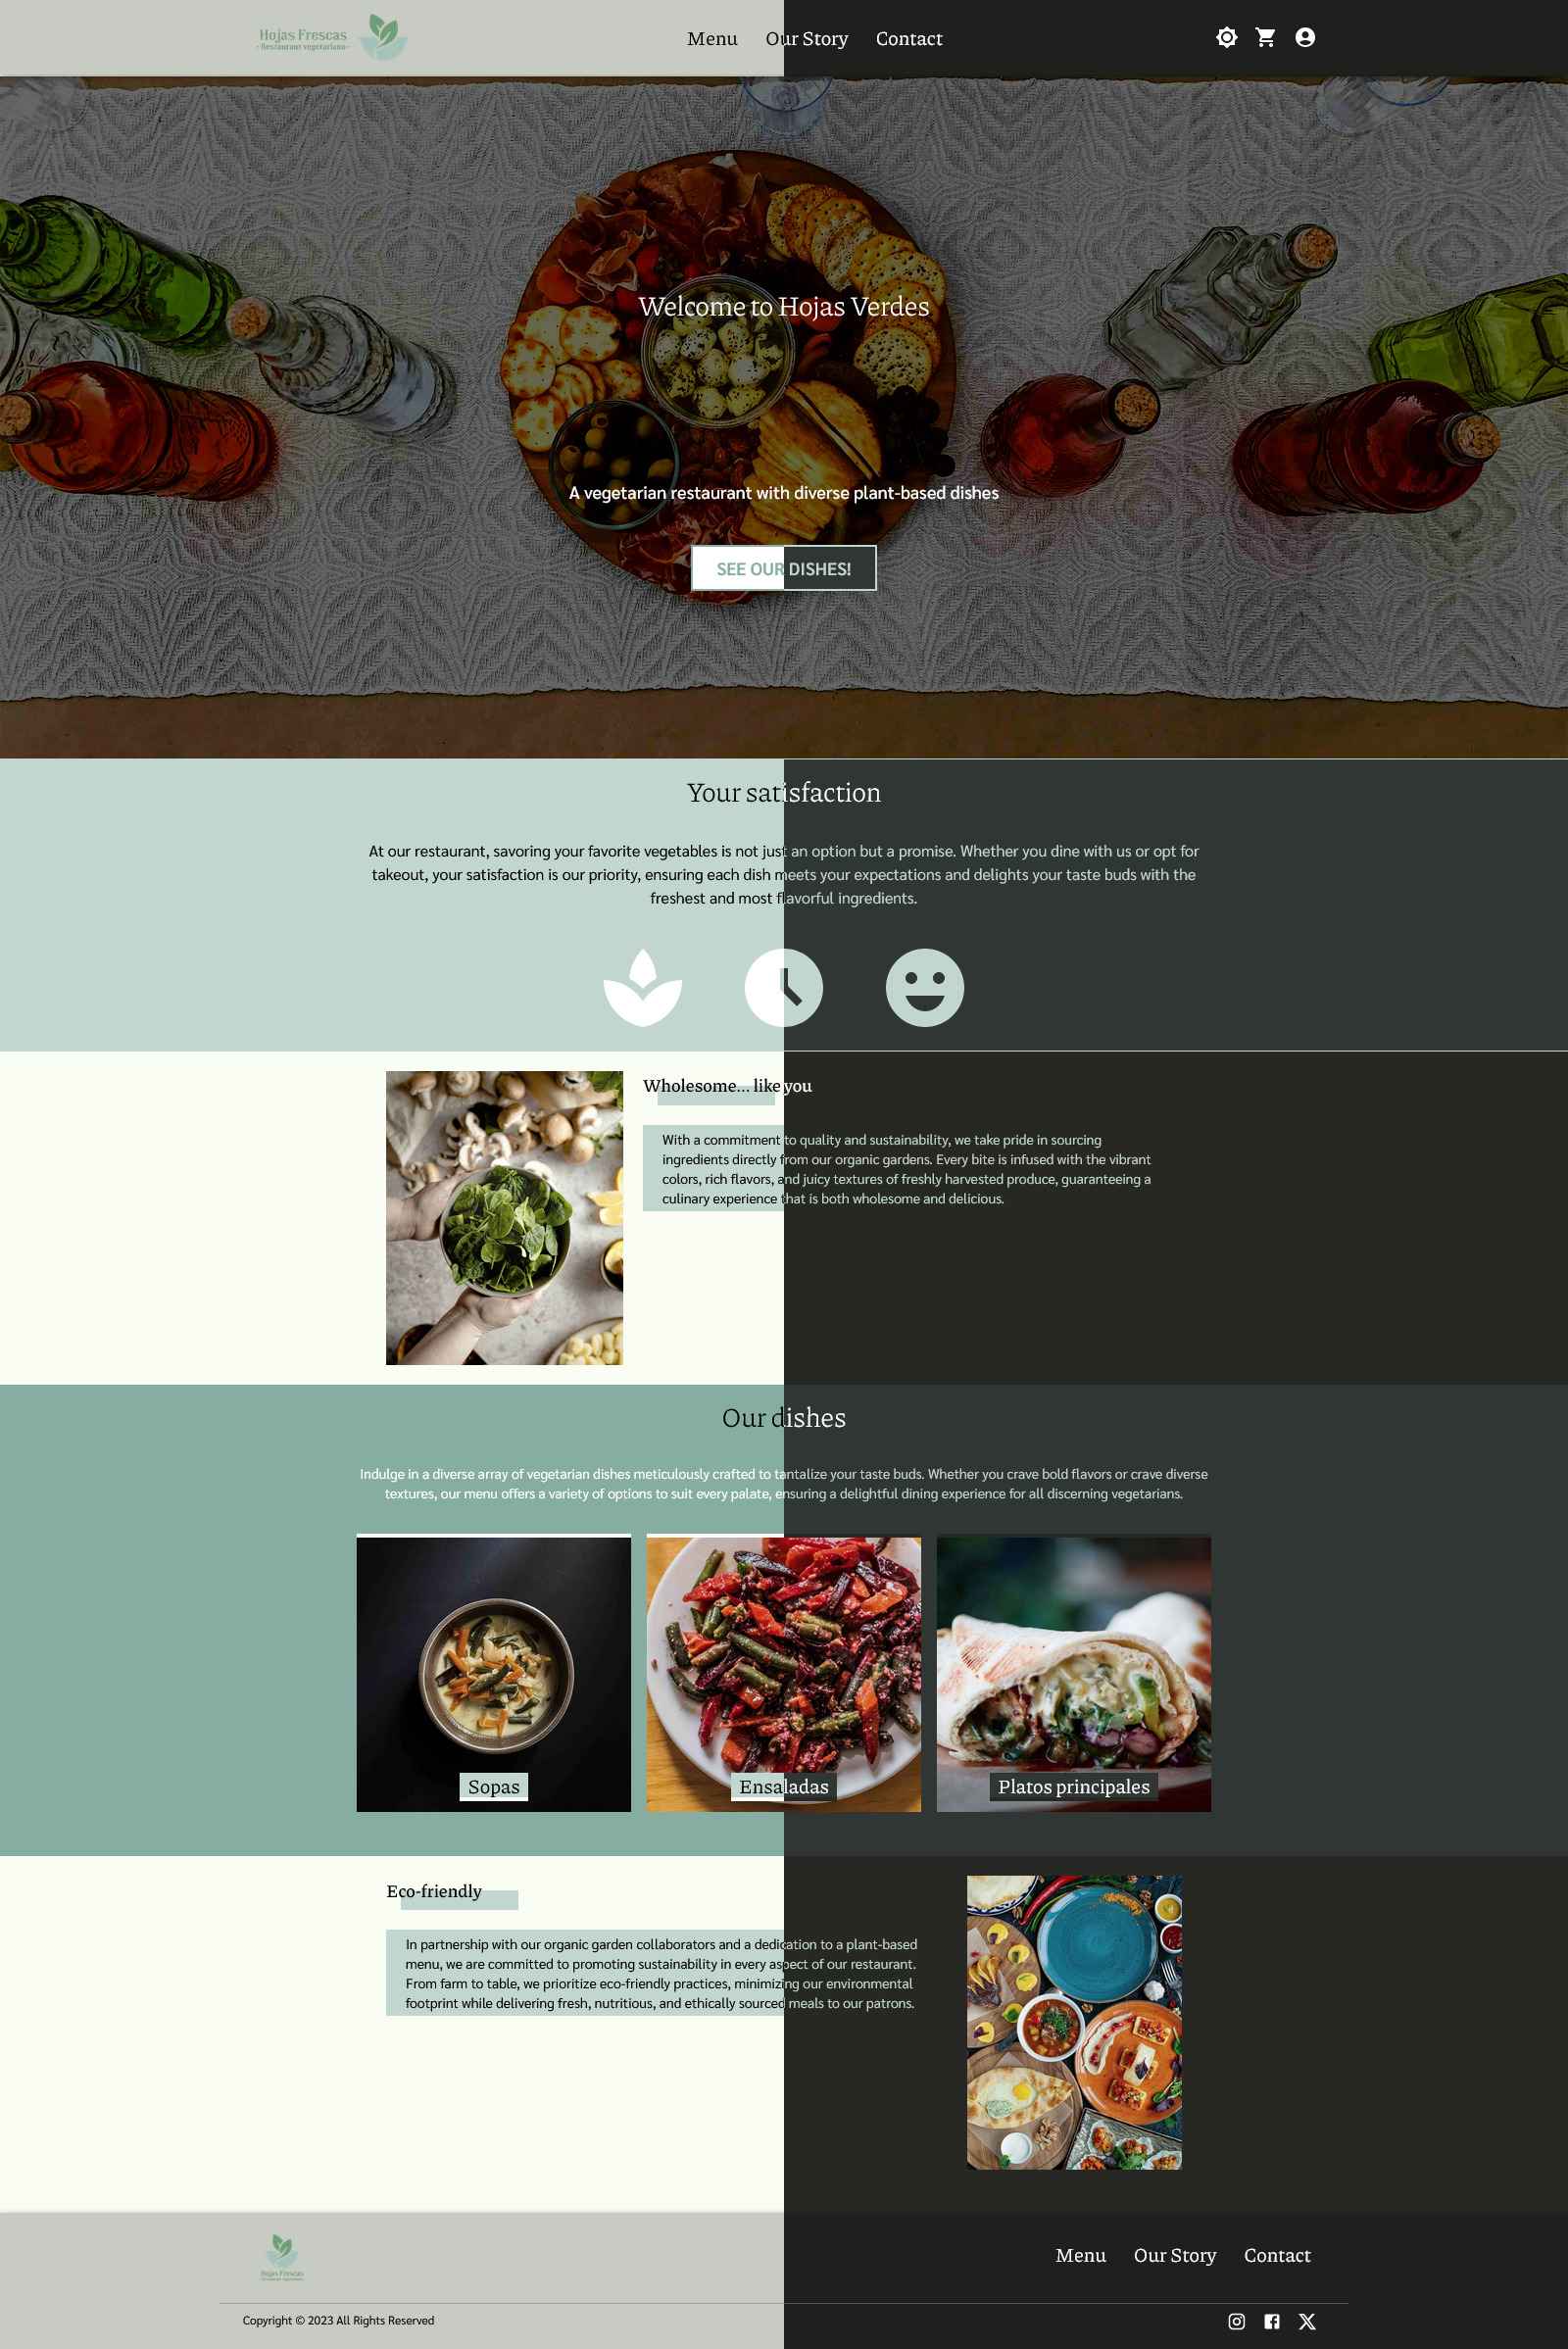 Hojas Frescas
- Restaurant vegetariano -
Menu Our Story Contact
Welcome to Hojas Verdes
A vegetarian restaurant with diverse plant-based dishes
SEE OUR DISHES!
Your satisfaction
At our restaurant, savoring your favorite vegetables is not just an option but a promise. Whether you dine with us or opt for
takeout, your satisfaction is our priority, ensuring each dish meets your expectations and delights your taste buds with the
freshest and most flavorful ingredients.
Wholesome... like you
With a commitment to quality and sustainability, we take pride in sourcing
ingredients directly from our organic gardens. Every bite is infused with the vibrant
colors, rich flavors, and juicy textures of freshly harvested produce, guaranteeing a
culinary experience that is both wholesome and delicious.
Our dishes
Indulge in a diverse array of vegetarian dishes meticulously crafted to tantalize your taste buds. Whether you crave bold flavors or crave diverse
textures, our menu offers a variety of options to suit every palate, ensuring a delightful dining experience for all discerning vegetarians.
Sopas
Ensaladas
Platos principales
Eco-friendly
In partnership with our organic garden collaborators and a dedication to a plant-based
menu, we are committed to promoting sustainability in every aspect of our restaurant.
From farm to table, we prioritize eco-friendly practices, minimizing our environmental
footprint while delivering fresh, nutritious, and ethically sourced meals to our patrons.
Hojas Frescas
Menu Our Story Contact
Copyright © 2023 All Rights Reserved